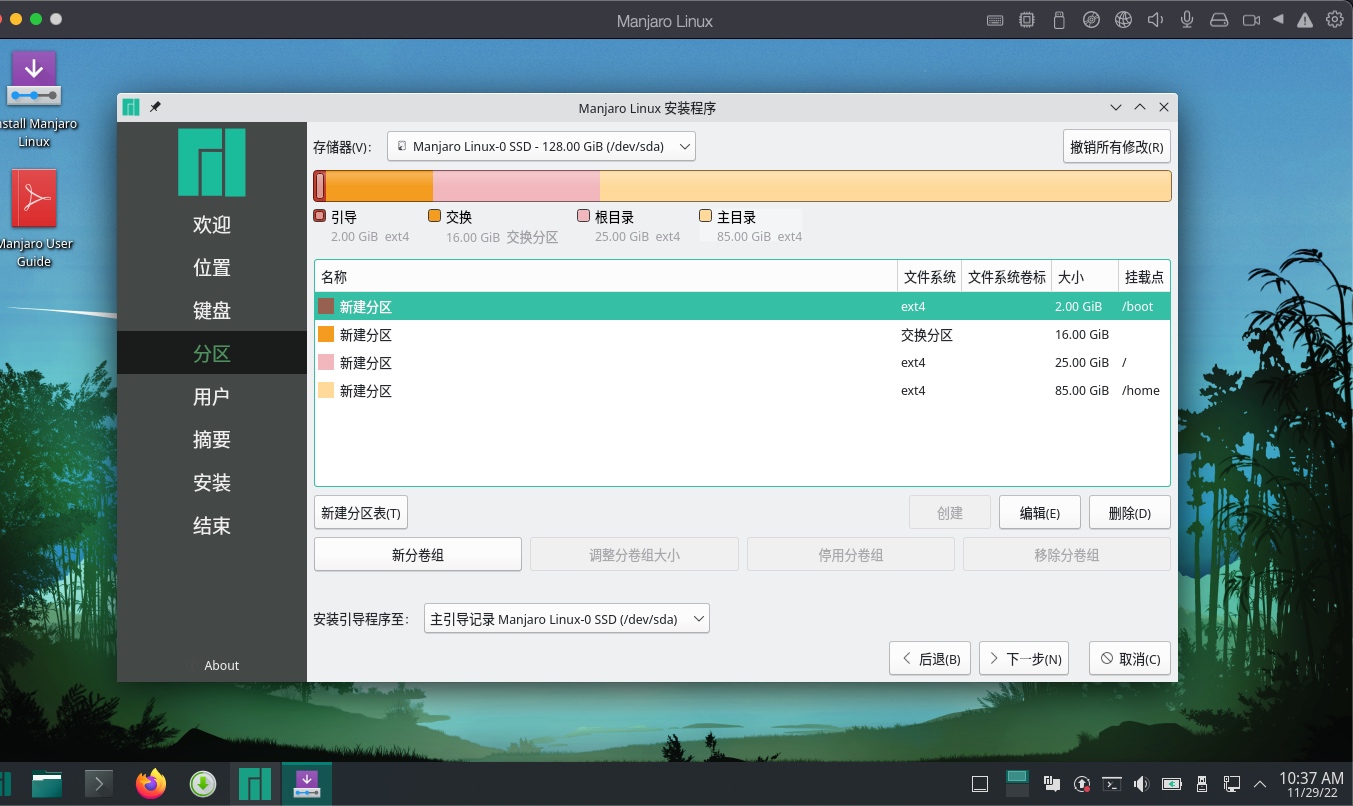 Manjaro Linux
nstall Manjaro
Linux
Manjaro User
Guide
Manjaro Linux 安装程序
欢迎
位置
键盘
分区
用户
摘要
安装
结束
About
存储器(V): Manjaro Linux-0 SSD - 128.00 GiB (/dev/sda) 撤销所有修改(R)
引导 交换 根目录 主目录
2.00 GiB ext4 16.00 GiB 交换分区 25.00 GiB ext4 85.00 GiB ext4
名称 文件系统 文件系统卷标 大小 挂载点
新建分区 ext4 2.00 GiB /boot
新建分区 交换分区 16.00 GiB
新建分区 ext4 25.00 GiB /
新建分区 ext4 85.00 GiB /home
新建分区表(T) 创建 编辑(E) 删除(D)
新分卷组 调整分卷组大小 停用分卷组 移除分卷组
安装引导程序至: 主引导记录 Manjaro Linux-0 SSD (/dev/sda)
后退(B) 下一步(N) 取消(C)
10:37 AM
11/29/22